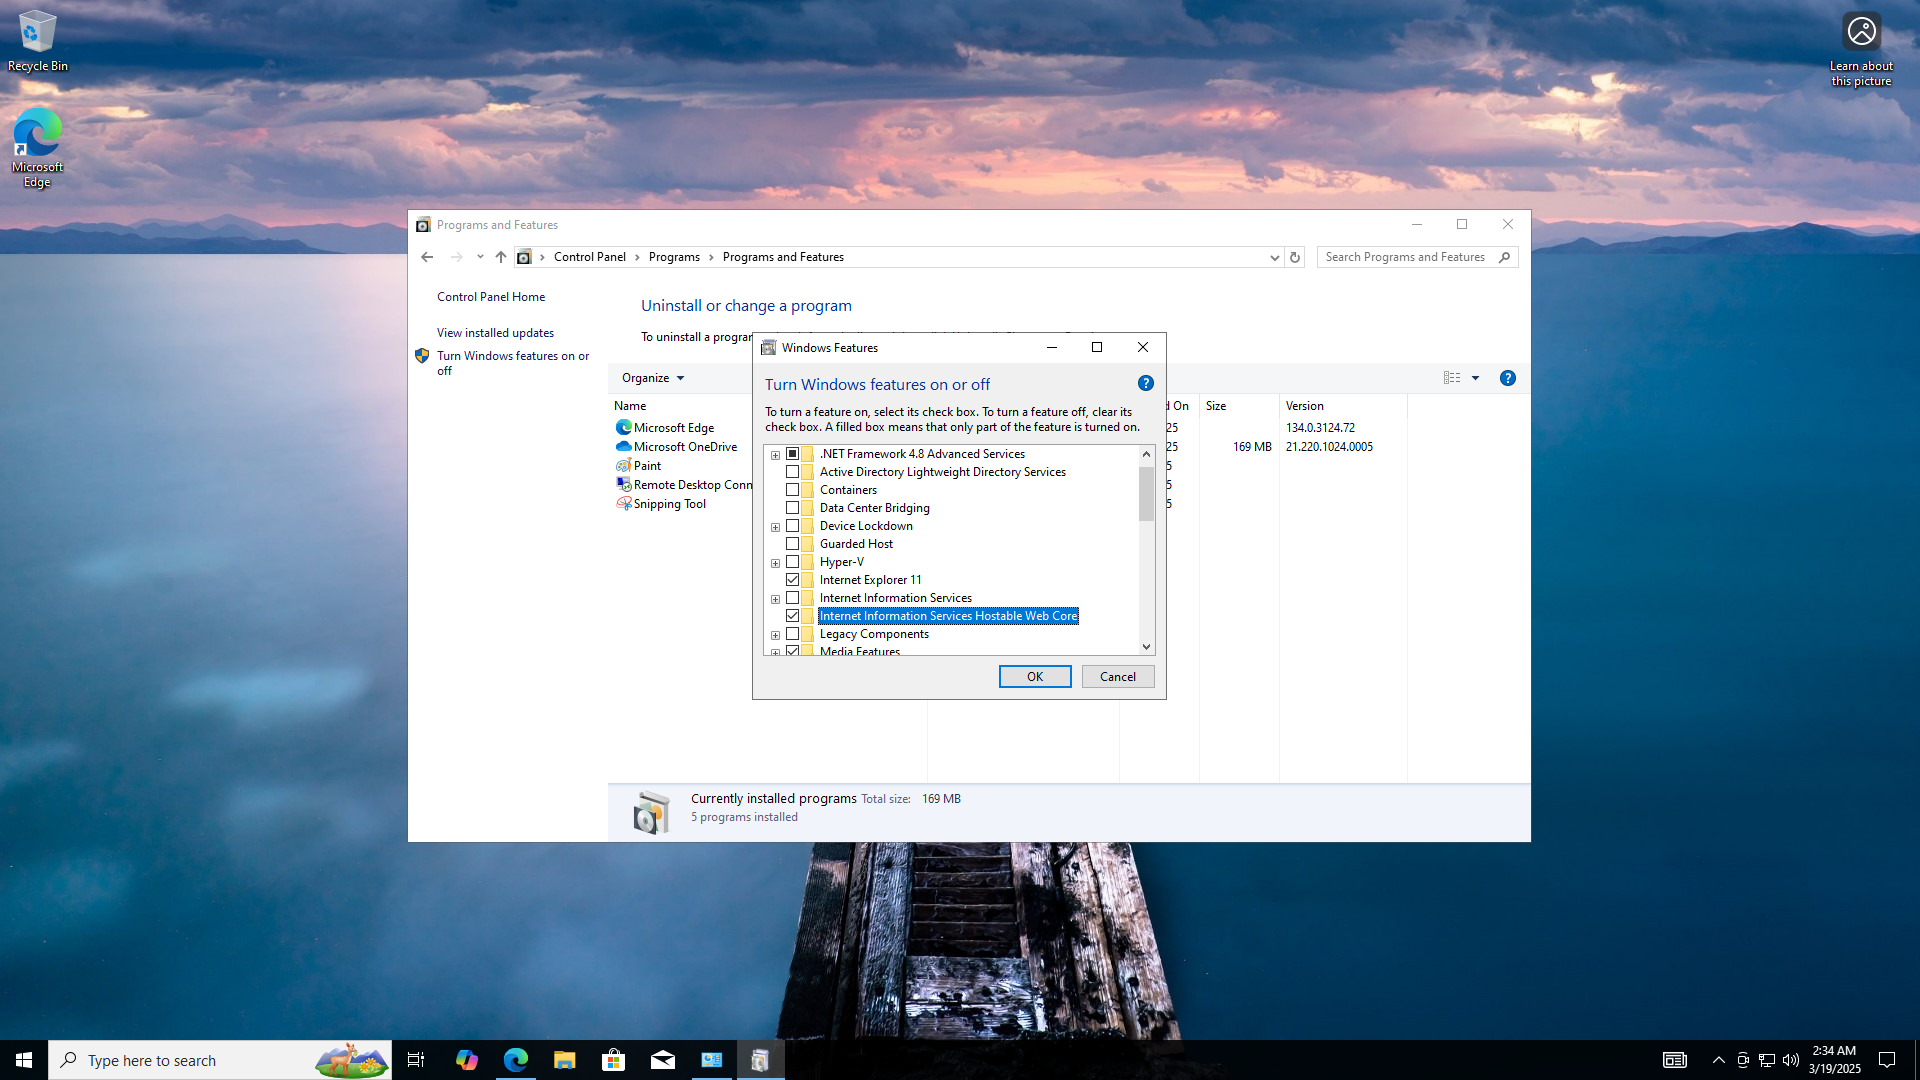 Recycle Bin
Microsoft
Edge
Learn about
this picture
Programs and Features
Control Panel
Programs
Programs and Features
Search Programs and Features
Control Panel Home
View installed updates
Turn Windows features on or
off
Uninstall or change a program
To uninstall a program
Organize
Name
d On
Size
Version
Microsoft Edge
25
134.0.3124.72
Microsoft OneDrive
25
169 MB
21.220.1024.0005
Paint
5
Remote Desktop Conn
5
Snipping Tool
5
Windows Features
Turn Windows features on or off
To turn a feature on, select its check box. To turn a feature off, clear its
check box. A filled box means that only part of the feature is turned on.
.NET Framework 4.8 Advanced Services
Active Directory Lightweight Directory Services
Containers
Data Center Bridging
Device Lockdown
Guarded Host
Hyper-V
Internet Explorer 11
Internet Information Services
Internet Information Services Hostable Web Core
Legacy Components
Media Features
OK
Cancel
Currently installed programs Total size: 169 MB
5 programs installed
Type here to search
2:34 AM
3/19/2025